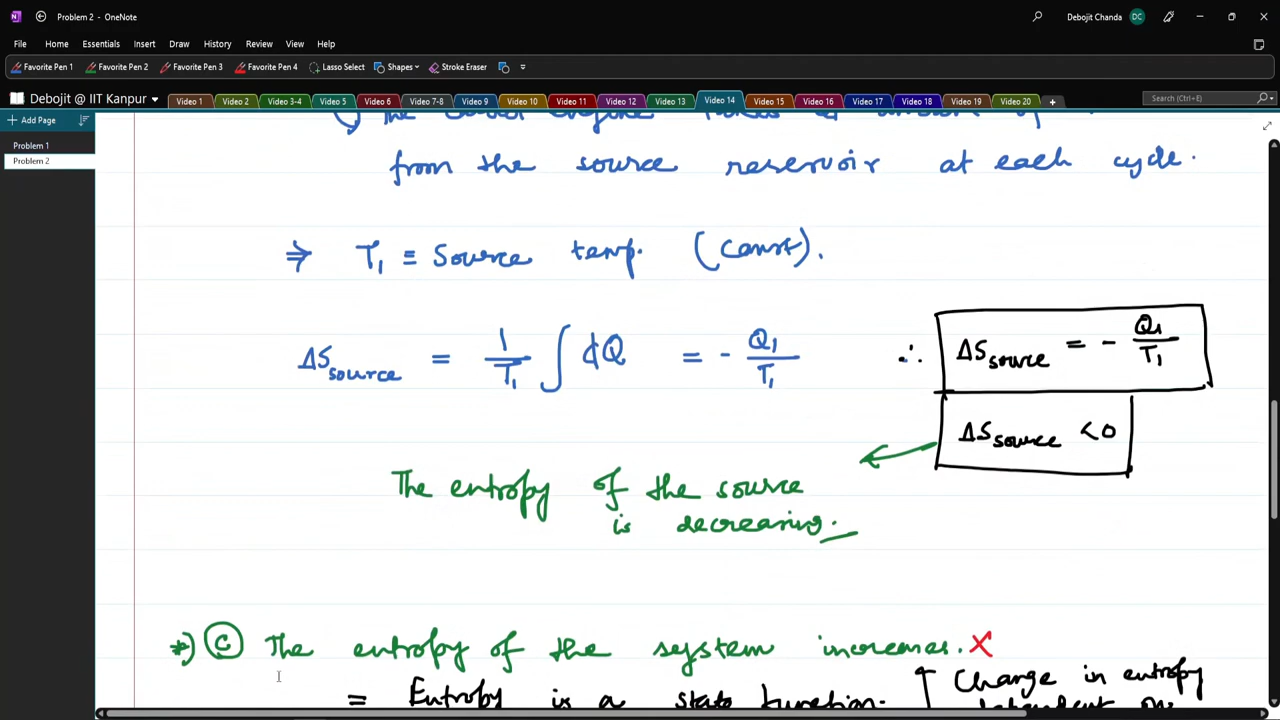 Problem 2 - OneNote
Debojit Chanda DC
File Home Essentials Insert Draw History Review View Help
Favorite Pen 1 Favorite Pen 2 Favorite Pen 3 Favorite Pen 4 Lasso Select Shapes Stroke Eraser
Debojit @ IIT Kanpur Video 1 Video 2 Video 3-4 Video 5 Video 6 Video 7-8 Video 9 Video 10 Video 11 Video 12 Video 13 Video 14 Video 15 Video 16 Video 17 Video 18 Video 19 Video 20 + Search (Ctrl+E)
Add Page
Problem 1
Problem 2
from the source reservoir at each cycle.
⇒ T₁ ≡ Source temp. (Const).
ΔS_source = 1/T₁ ∫ đQ = - Q₁/T₁
∴ ΔS_source = - Q₁/T₁
ΔS_source < 0
The entropy of the source
is decreasing.
*) C The entropy of the system increases. X
= Entropy is a state function.
Change in entropy